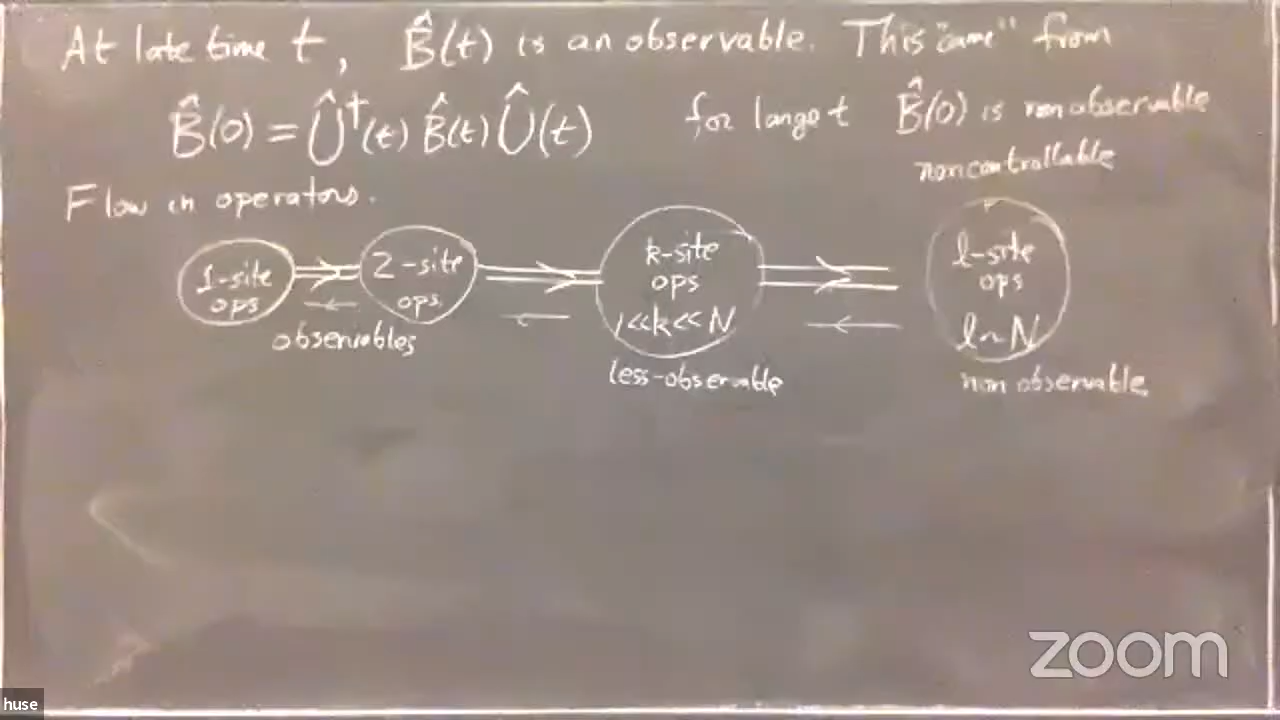 At late time t, B̂(t) is an observable. This "came" from
B̂(0) = Û†(t) B̂(t) Û(t) for large t B̂(0) is nonobservable
noncontrollable
Flow in operators.
1-site ops
2-site ops.
k-site ops 1<<k<<N
l-site ops l~N
observables
less-observable
non observable
zoom
huse